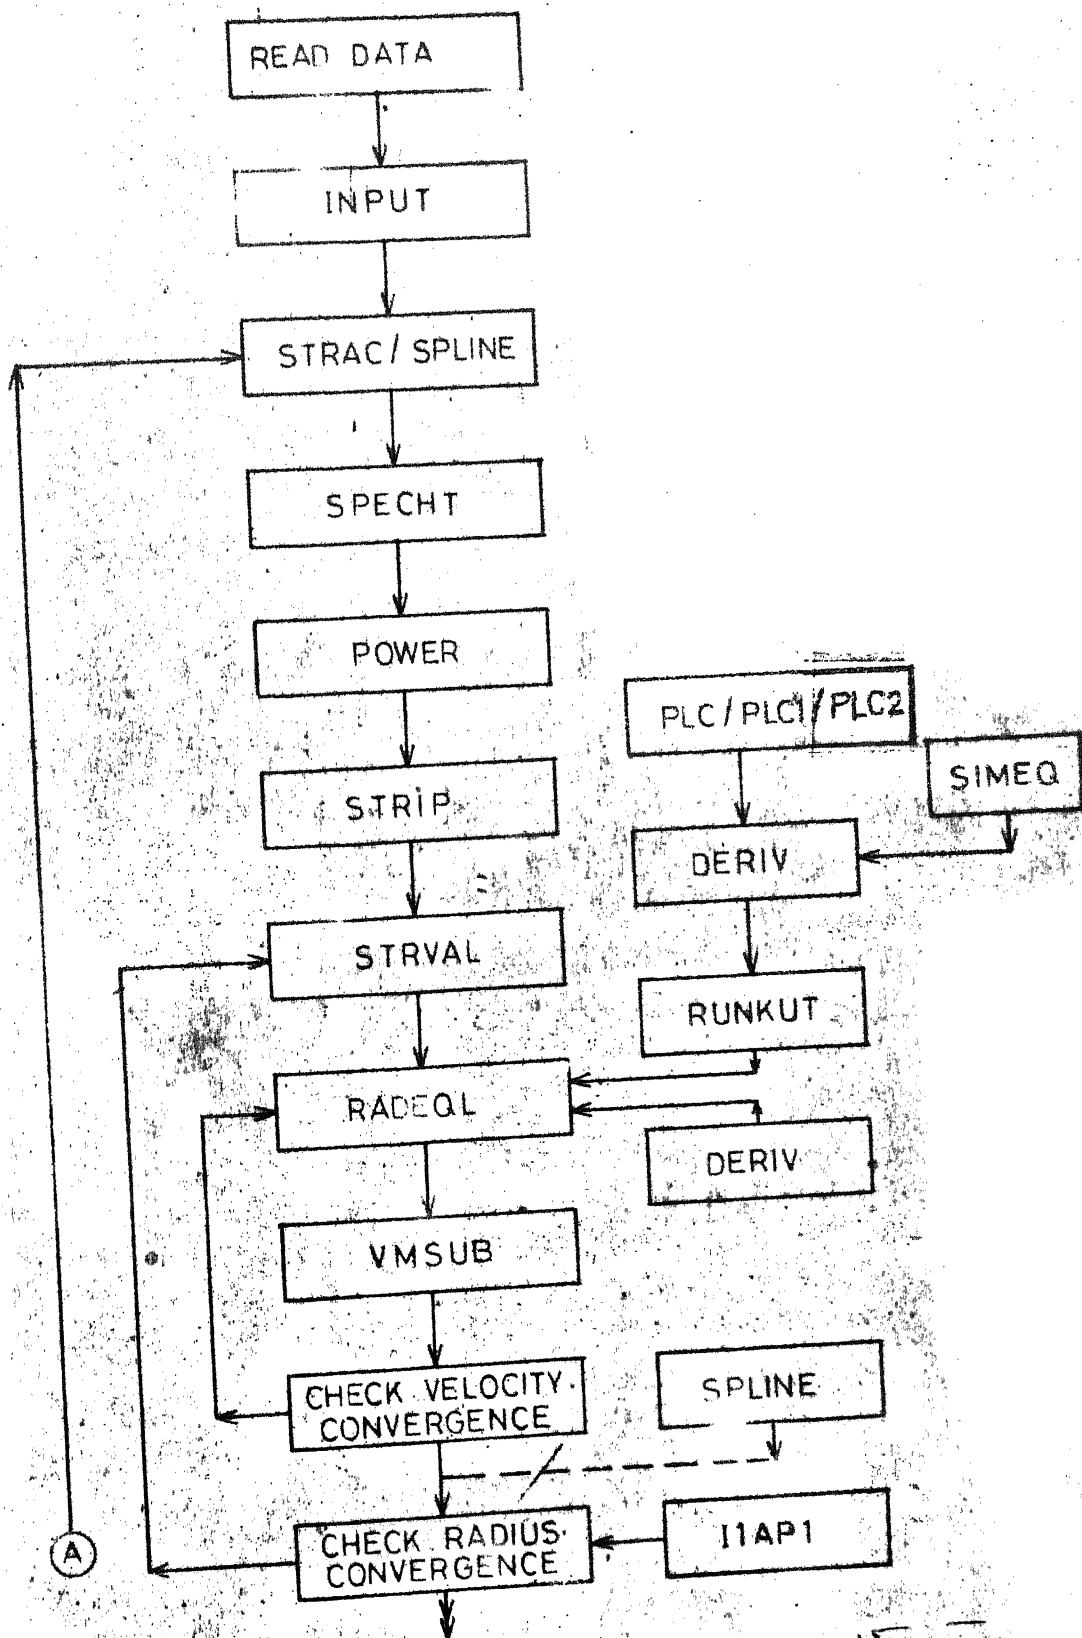 READ DATA
INPUT
STRAC / SPLINE
SPECHT
POWER
PLC / PLC1 / PLC2
SIMEQ
STRIP
DERIV
STRVAL
RUNKUT
RADEQL
DERIV
VMSUB
CHECK VELOCITY
CONVERGENCE
SPLINE
A
CHECK RADIUS
CONVERGENCE
I1AP1